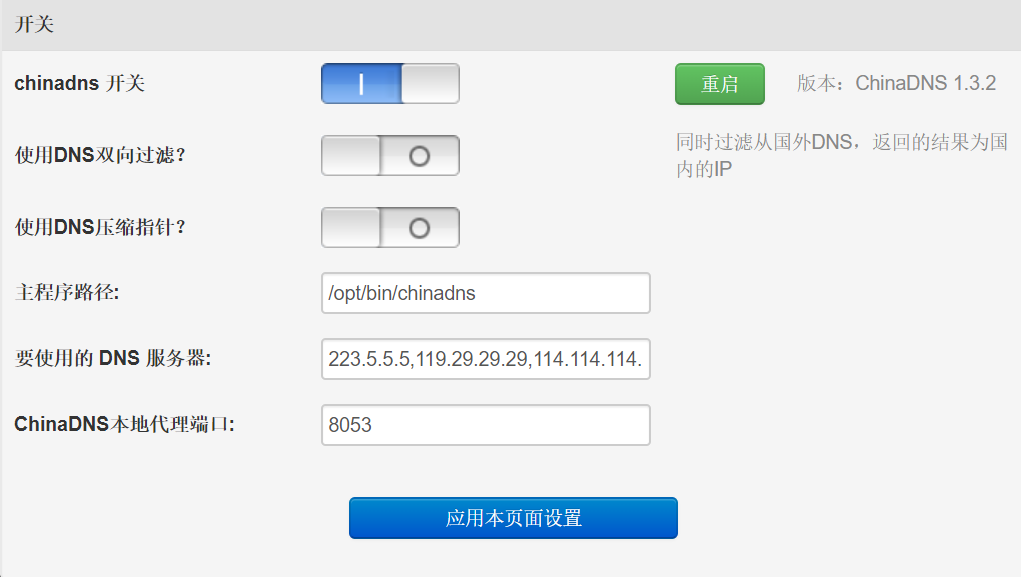 开关
chinadns 开关
重启
版本：ChinaDNS 1.3.2
使用DNS双向过滤？
同时过滤从国外DNS，返回的结果为国
内的IP
使用DNS压缩指针？
主程序路径:
/opt/bin/chinadns
要使用的 DNS 服务器:
223.5.5.5,119.29.29.29,114.114.114.
ChinaDNS本地代理端口:
8053
应用本页面设置